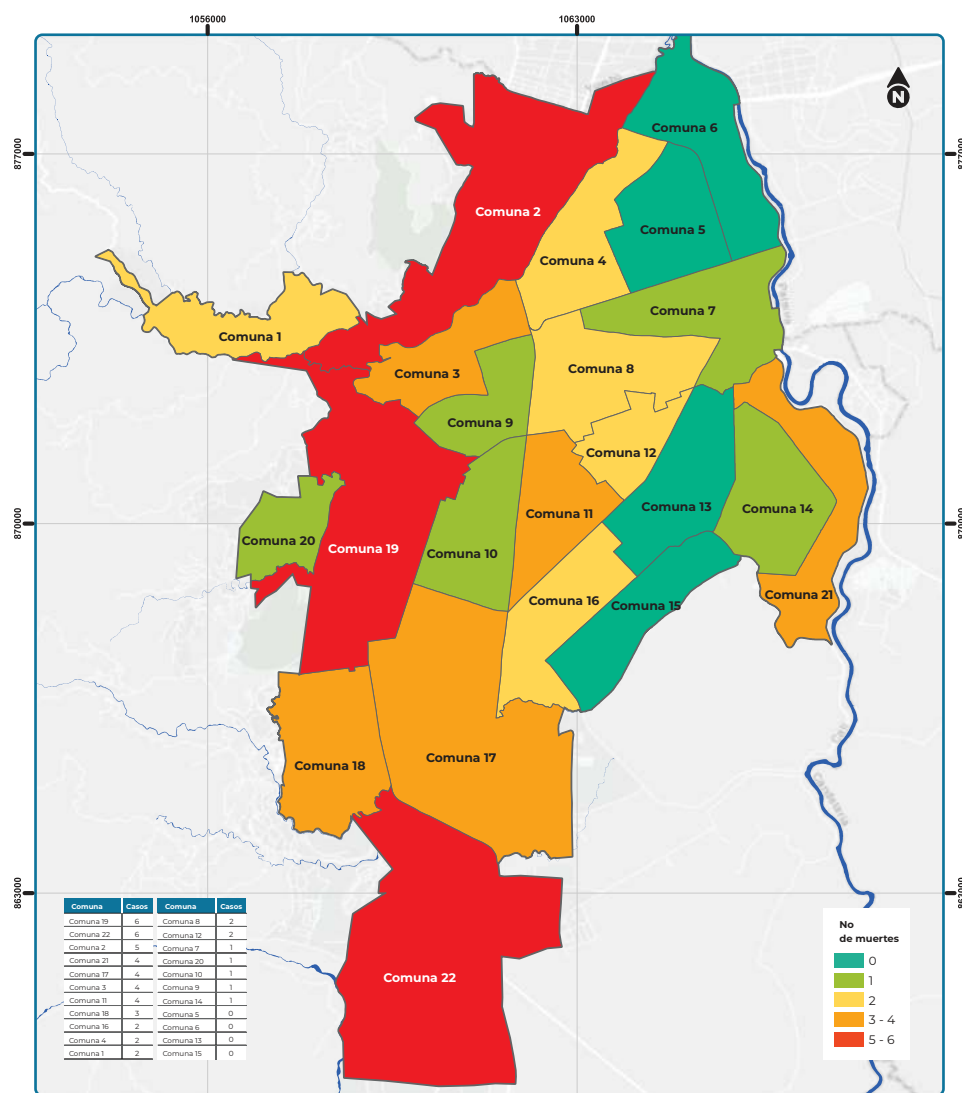 1056000
1063000
N
877000
877000
Comuna 6
Comuna 2
Comuna 5
Comuna 4
Comuna 7
Comuna 1
Comuna 8
Comuna 3
Comuna 9
Comuna 12
Comuna 13
Comuna 14
Comuna 11
870000
870000
Comuna 20
Comuna 19
Comuna 10
Comuna 21
Comuna 16
Comuna 15
Comuna 17
Comuna 18
863000
863000
Comuna 22
Comuna Casos Comuna Casos
Comuna 19 6 Comuna 8 2
Comuna 22 6 Comuna 12 2
Comuna 2 5 Comuna 7 1
Comuna 21 4 Comuna 20 1
Comuna 17 4 Comuna 10 1
Comuna 3 4 Comuna 9 1
Comuna 11 4 Comuna 14 1
Comuna 18 3 Comuna 5 0
Comuna 16 2 Comuna 6 0
Comuna 4 2 Comuna 13 0
Comuna 1 2 Comuna 15 0
No
de muertes
0
1
2
3 - 4
5 - 6